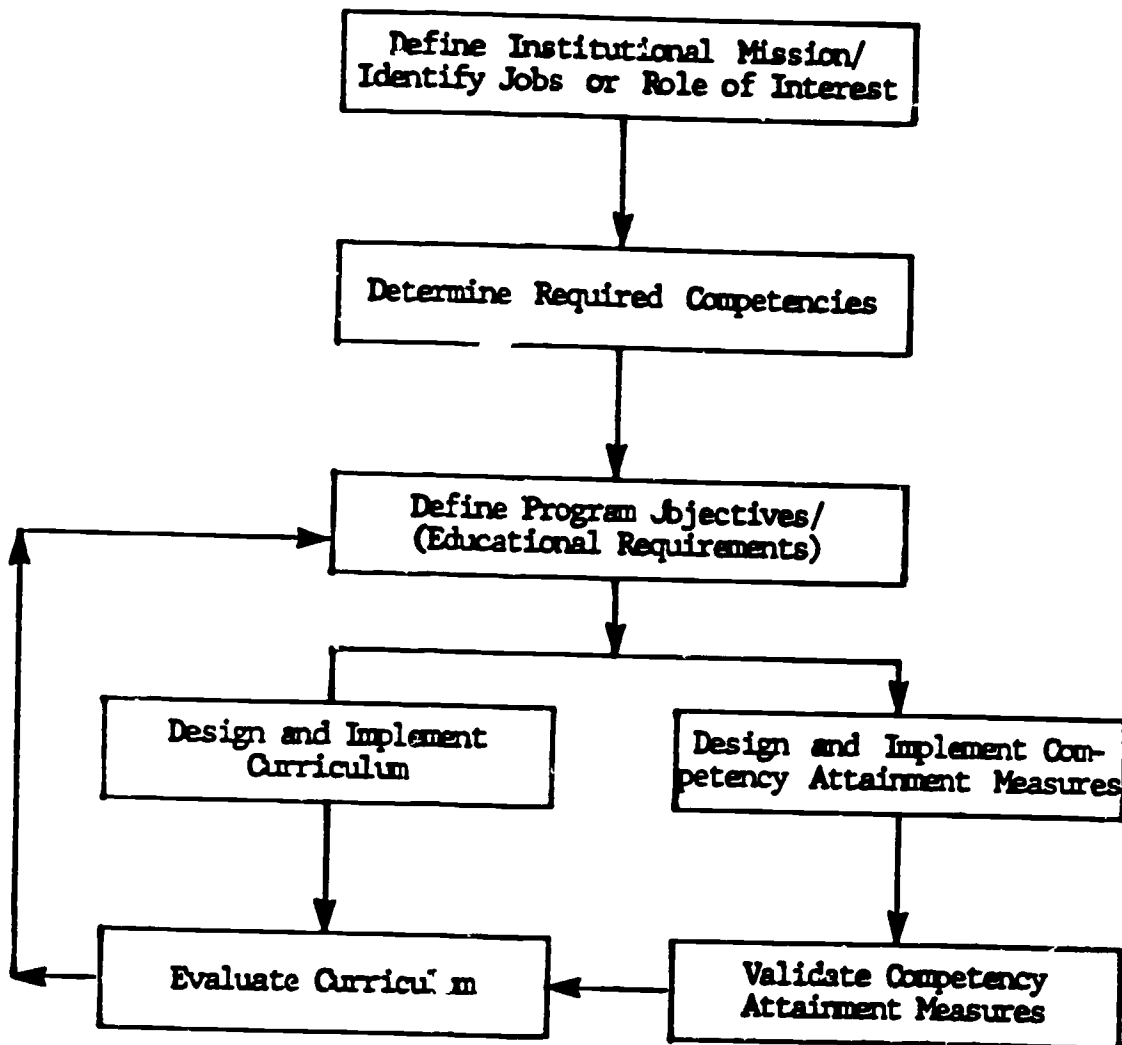 Define Institutional Mission/
Identify Jobs or Role of Interest
Determine Required Competencies
Define Program Objectives/
(Educational Requirements)
Design and Implement
Curriculum
Design and Implement Com-
petency Attainment Measures
Evaluate Curriculum
Validate Competency
Attainment Measures